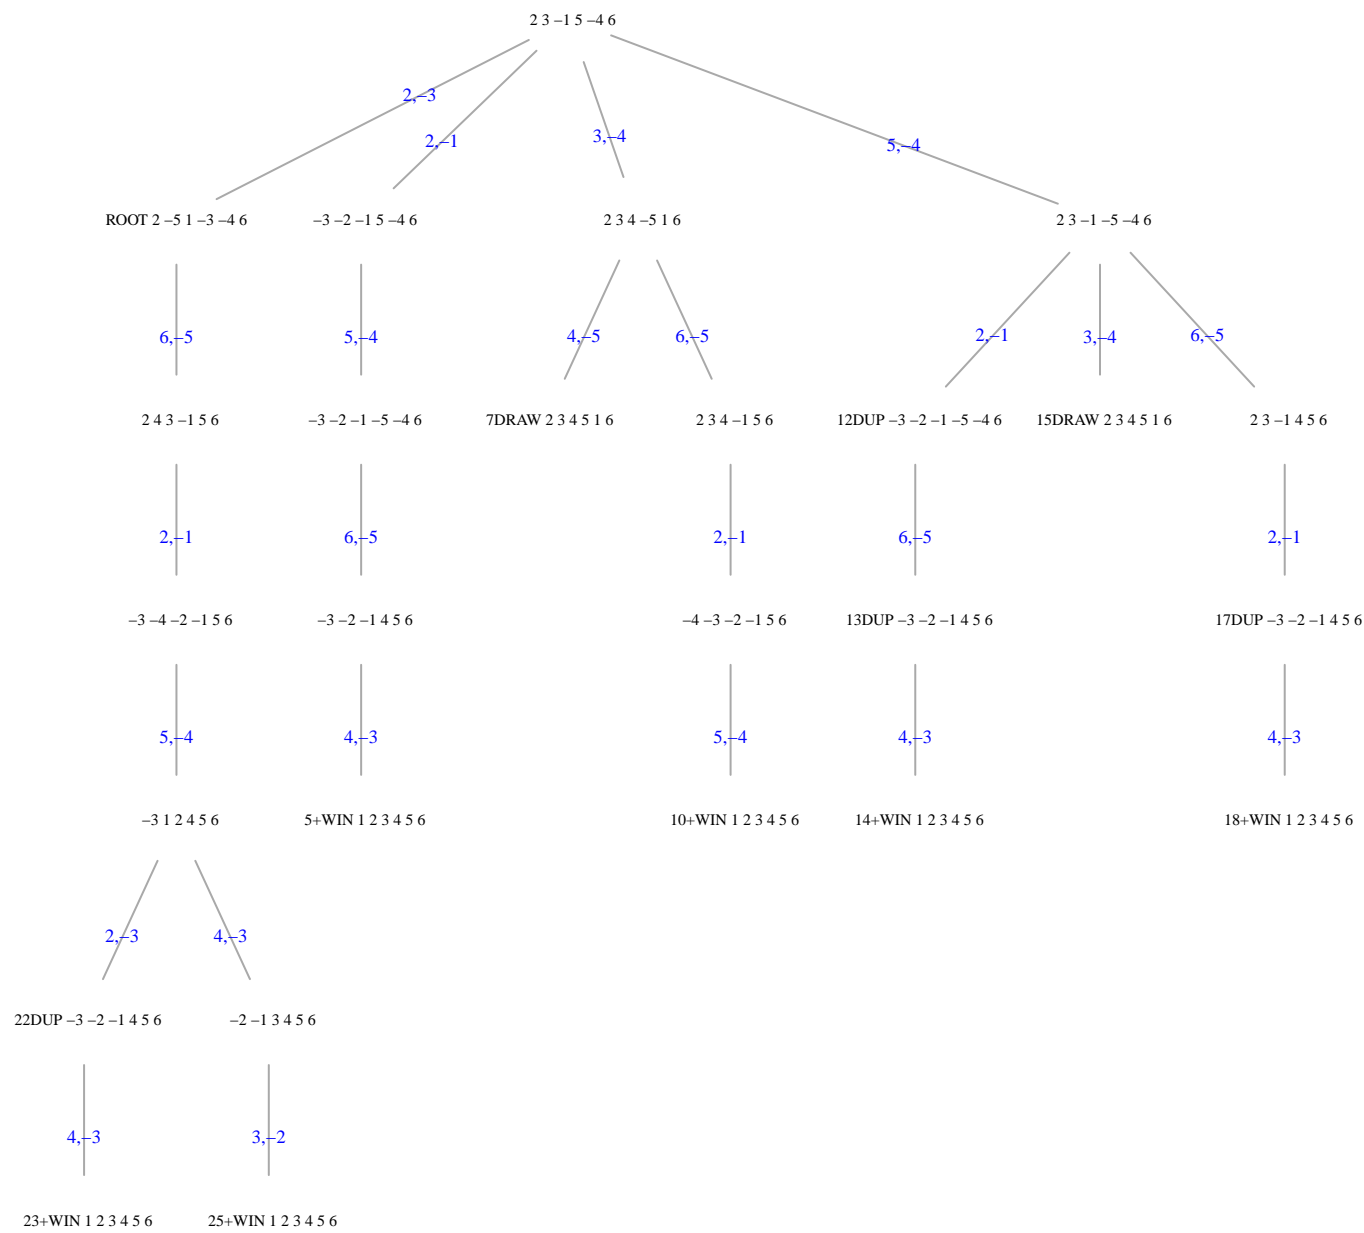 2 3 −1 5 −4 6
2,−3
2,−1
3,−4
5,−4
ROOT 2 −5 1 −3 −4 6
−3 −2 −1 5 −4 6
2 3 4 −5 1 6
2 3 −1 −5 −4 6
6,−5
5,−4
4,−5
6,−5
2,−1
3,−4
6,−5
2 4 3 −1 5 6
−3 −2 −1 −5 −4 6
7DRAW 2 3 4 5 1 6
2 3 4 −1 5 6
12DUP −3 −2 −1 −5 −4 6
15DRAW 2 3 4 5 1 6
2 3 −1 4 5 6
2,−1
6,−5
2,−1
6,−5
2,−1
−3 −4 −2 −1 5 6
−3 −2 −1 4 5 6
−4 −3 −2 −1 5 6
13DUP −3 −2 −1 4 5 6
17DUP −3 −2 −1 4 5 6
5,−4
4,−3
5,−4
4,−3
4,−3
−3 1 2 4 5 6
5+WIN 1 2 3 4 5 6
10+WIN 1 2 3 4 5 6
14+WIN 1 2 3 4 5 6
18+WIN 1 2 3 4 5 6
2,−3
4,−3
22DUP −3 −2 −1 4 5 6
−2 −1 3 4 5 6
4,−3
3,−2
23+WIN 1 2 3 4 5 6
25+WIN 1 2 3 4 5 6